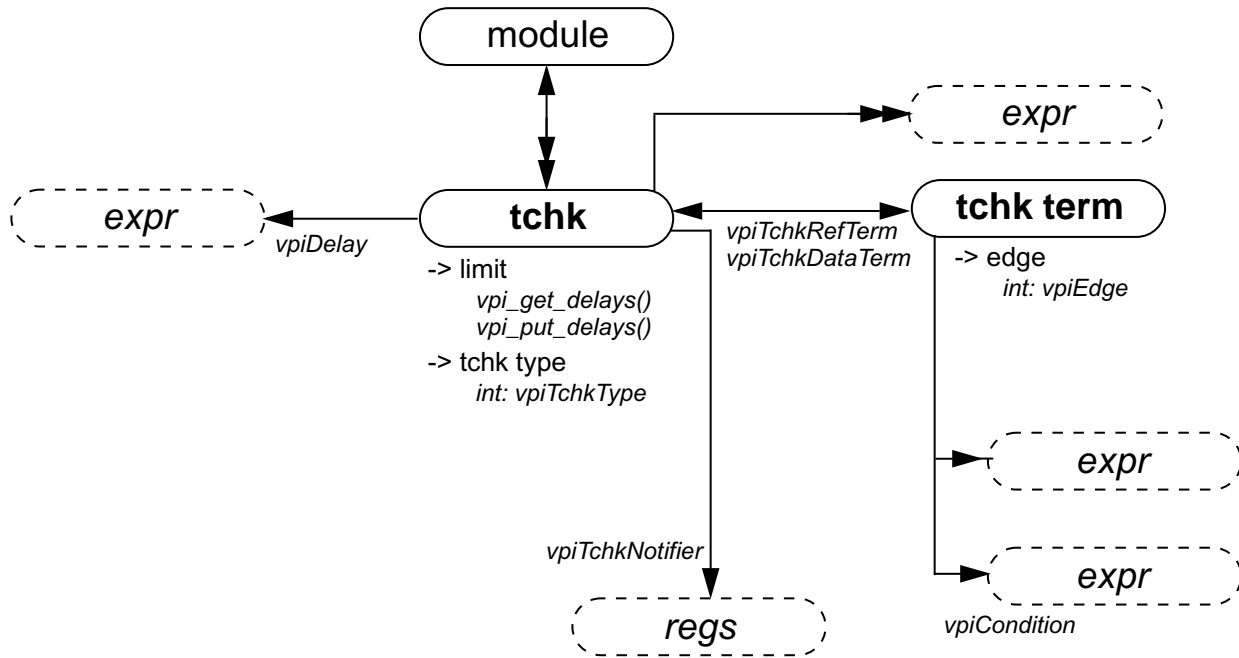 module
expr
expr
tchk
tchk term
vpiDelay
vpiTchkRefTerm
vpiTchkDataTerm
-> limit
vpi_get_delays()
vpi_put_delays()
-> tchk type
int: vpiTchkType
-> edge
int: vpiEdge
expr
vpiTchkNotifier
expr
regs
vpiCondition